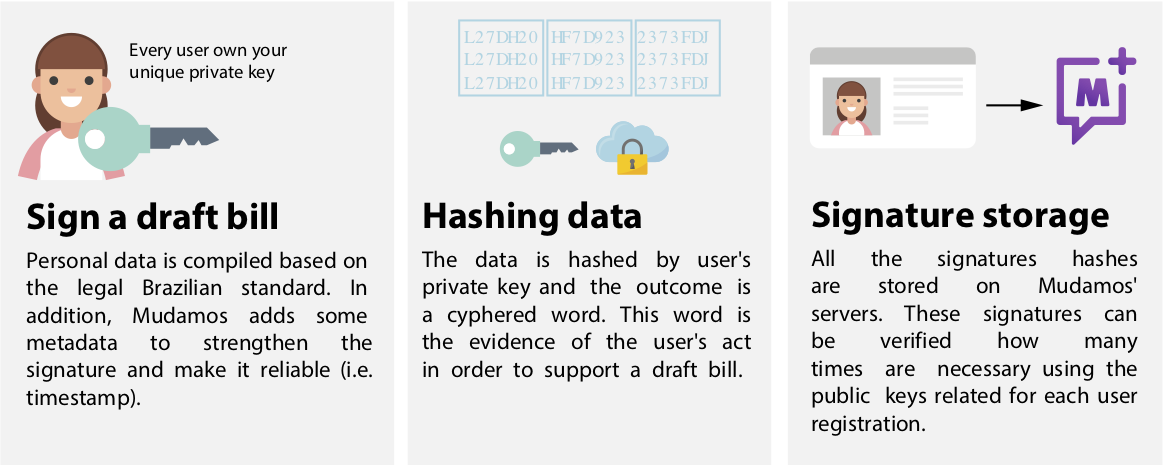 Every user own your
unique private key
Sign a draft bill
Personal data is compiled based on
the legal Brazilian standard. In
addition, Mudamos adds some
metadata to strengthen the
signature and make it reliable (i.e.
timestamp).
L27DH20 HF7D923 2373FDJ
L27DH20 HF7D923 2373FDJ
L27DH20 HF7D923 2373FDJ
Hashing data
The data is hashed by user's
private key and the outcome is
a cyphered word. This word is
the evidence of the user's act
in order to support a draft bill.
M
Signature storage
All the signatures hashes
are stored on Mudamos'
servers. These signatures can
be verified how many
times are necessary using the
public keys related for each user
registration.